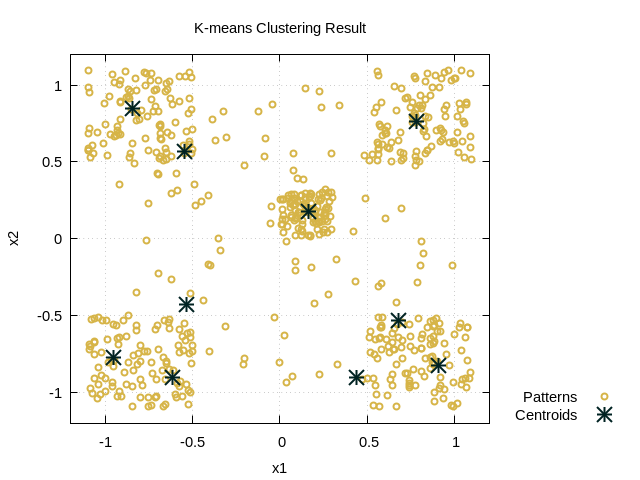 K-means Clustering Result
x2
1
0.5
0
-0.5
-1
-1
-0.5
0
0.5
1
x1
Patterns
Centroids